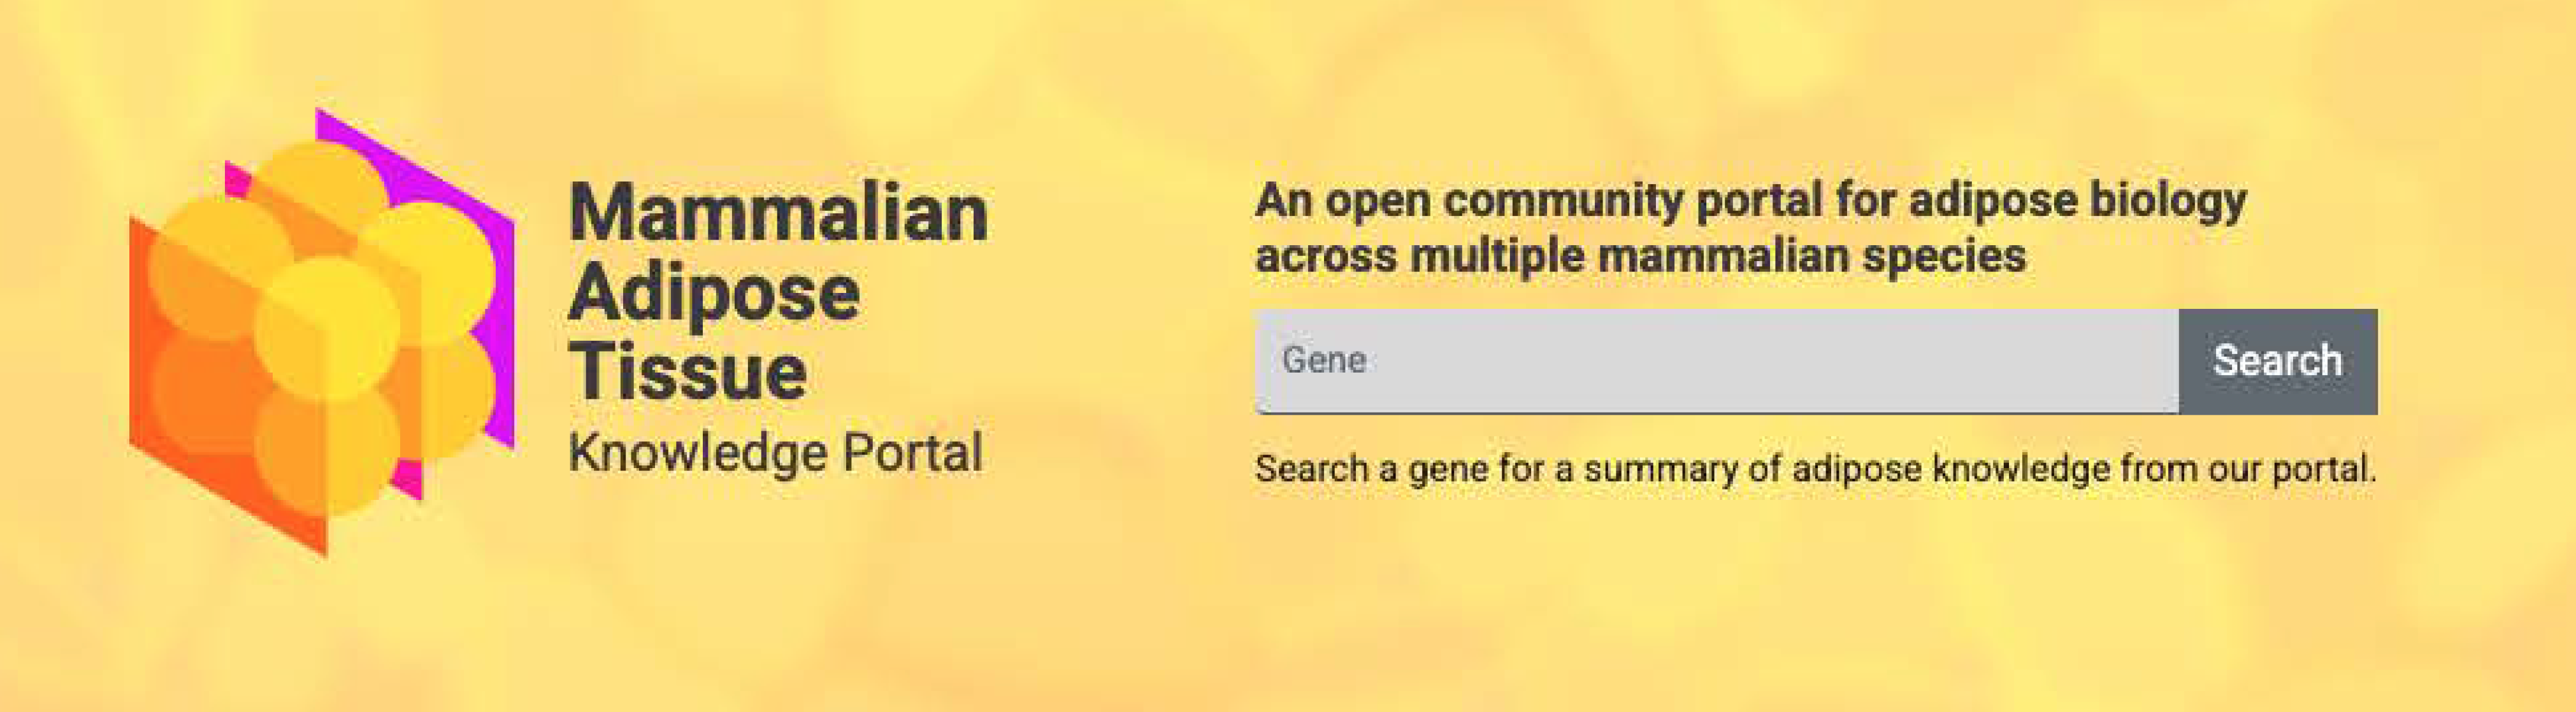 Mammalian
Adipose
Tissue
Knowledge Portal
An open community portal for adipose biology
across multiple mammalian species
Gene
Search
Search a gene for a summary of adipose knowledge from our portal.